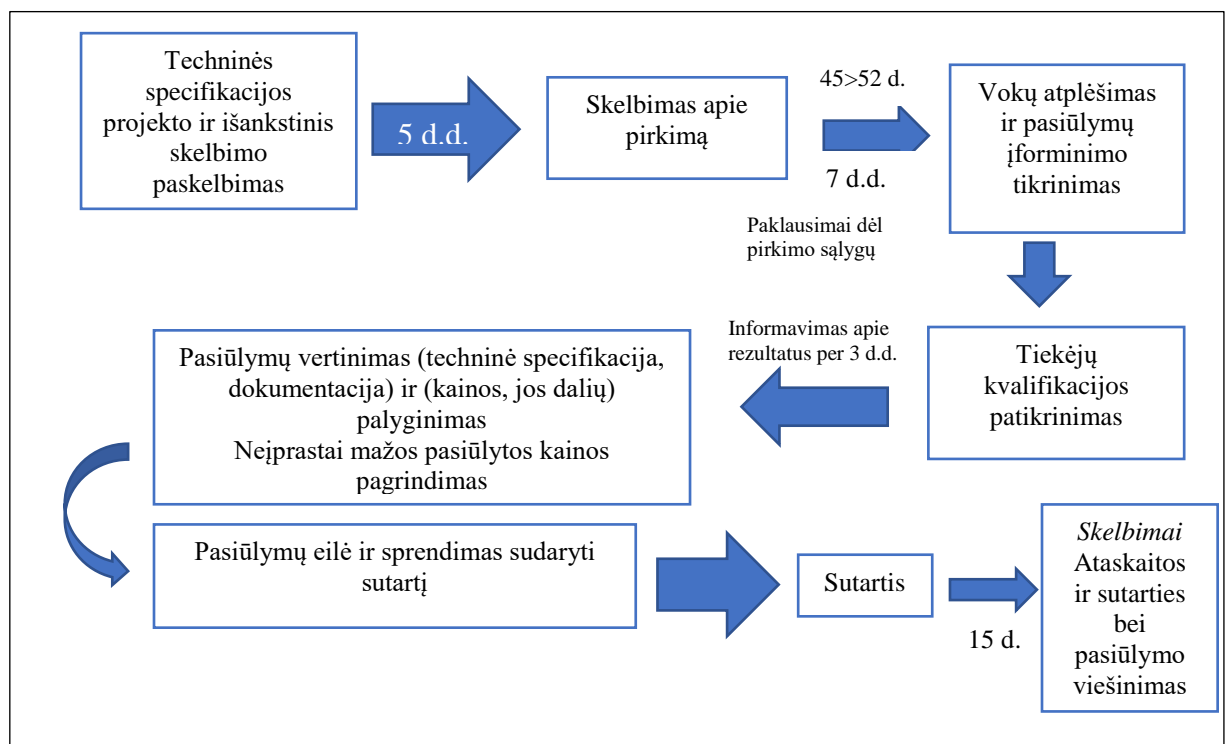 Techninės
specifikacijos
projekto ir išankstinis
skelbimo
paskelbimas
5 d.d.
Skelbimas apie
pirkimą
45>52 d.
7 d.d.
Paklausimai dėl
pirkimo sąlygų
Vokų atplėšimas
ir pasiūlymų
įforminimo
tikrinimas
Tiekėjų
kvalifikacijos
patikrinimas
Informavimas apie
rezultatus per 3 d.d.
Pasiūlymų vertinimas (techninė specifikacija,
dokumentacija) ir (kainos, jos dalių)
palyginimas
Neįprastai mažos pasiūlytos kainos
pagrindimas
Pasiūlymų eilė ir sprendimas sudaryti
sutartį
Sutartis
15 d.
Skelbimai
Ataskaitos
ir sutarties
bei
pasiūlymo
viešinimas